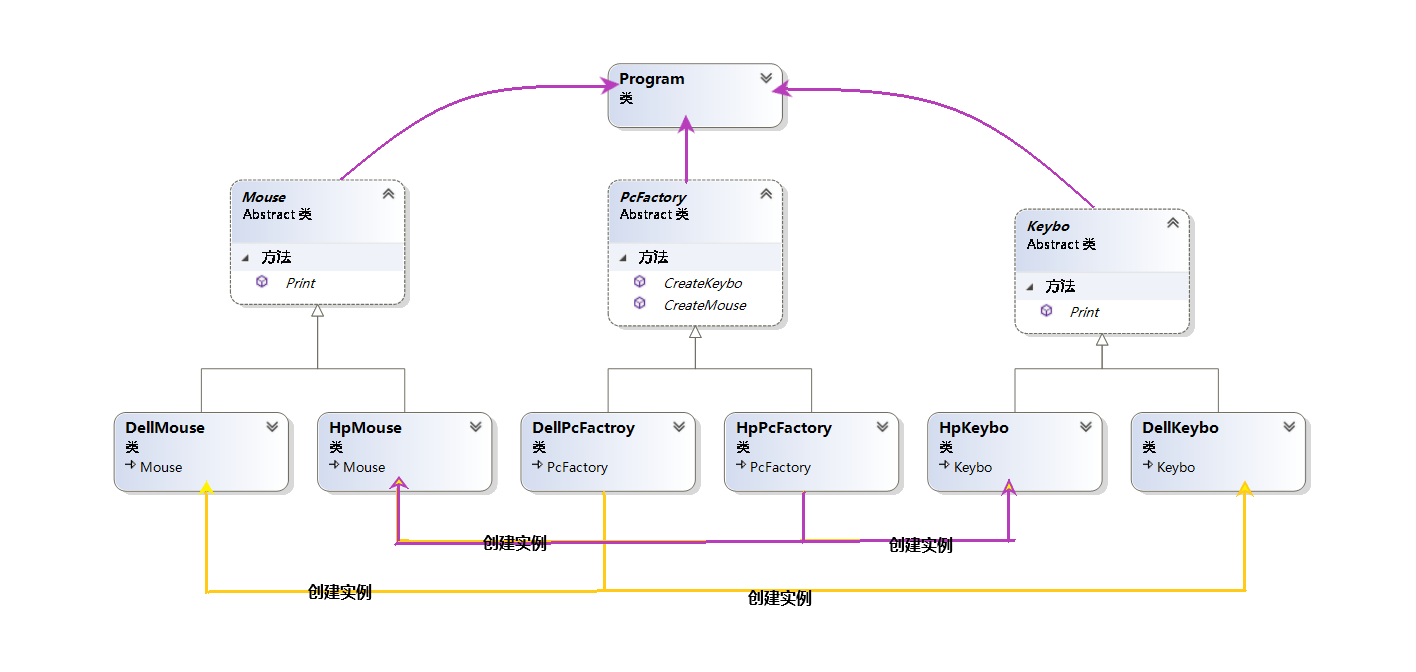 Program
类
Mouse
Abstract 类
方法
Print
PcFactory
Abstract 类
方法
CreateKeybo
CreateMouse
Keybo
Abstract 类
方法
Print
DellMouse
类
Mouse
HpMouse
类
Mouse
DellPcFactroy
类
PcFactory
HpPcFactory
类
PcFactory
HpKeybo
类
Keybo
DellKeybo
类
Keybo
创建实例
创建实例
创建实例
创建实例